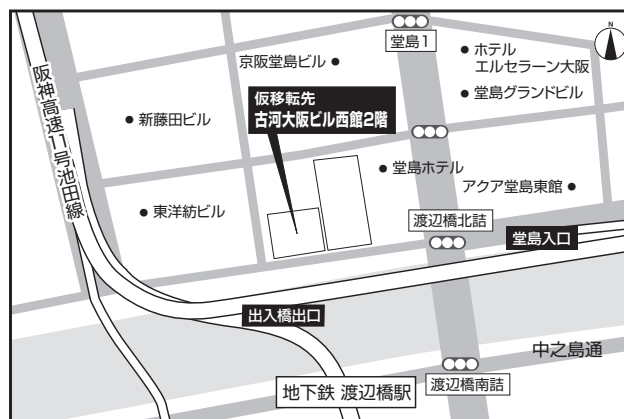 堂島1
京阪堂島ビル
ホテル
エルセラーン大阪
堂島グランドビル
阪神高速11号池田線
仮移転先
古河大阪ビル西館2階
新藤田ビル
堂島ホテル
アクア堂島東館
東洋紡ビル
渡辺橋北詰
堂島入口
出入橋出口
中之島通
地下鉄 渡辺橋駅
渡辺橋南詰